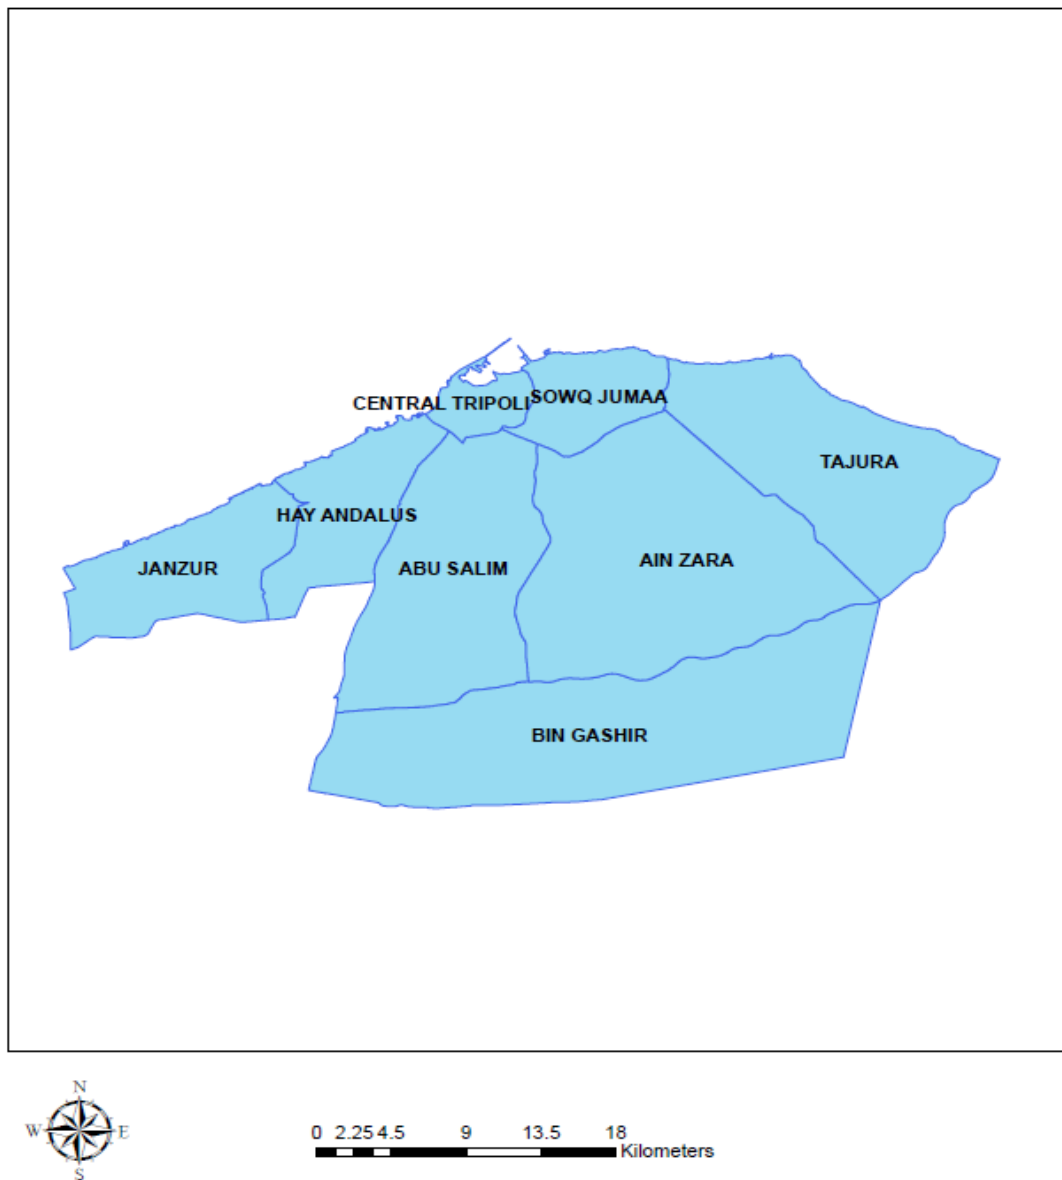 CENTRAL TRIPOLI
SOWQ JUMAA
TAJURA
HAY ANDALUS
JANZUR
ABU SALIM
AIN ZARA
BIN GASHIR
N
W E
S
0 2.25 4.5 9 13.5 18
Kilometers